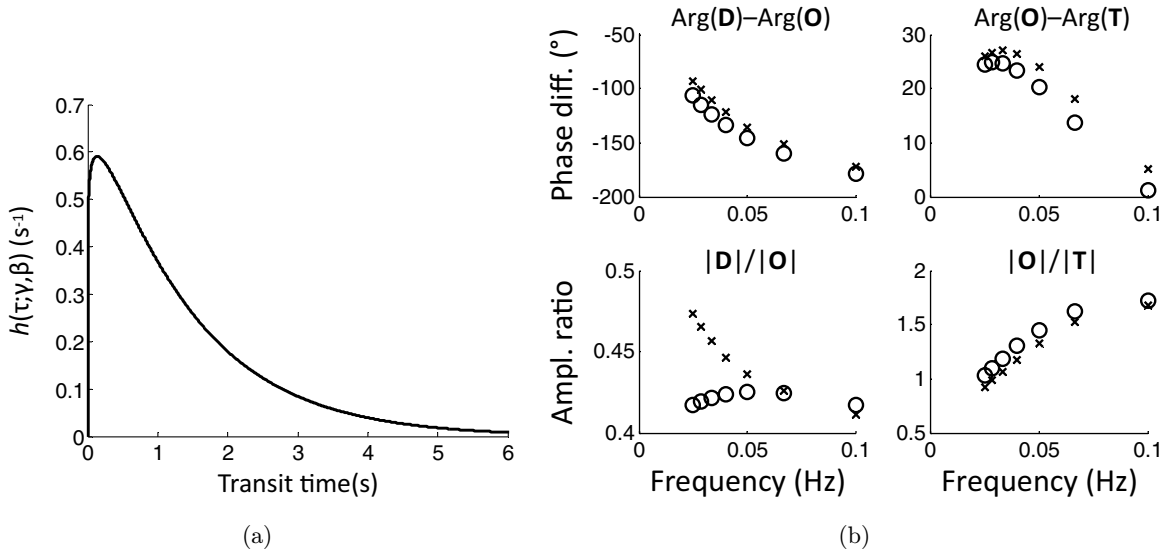 0.7
0.6
0.5
0.4
0.3
0.2
0.1
0
0 1 2 3 4 5 6
h(τ;γ,β) (s⁻¹)
Transit time(s)
(a)
Arg(D)–Arg(O)
-50
-100
-150
-200
0 0.05 0.1
Phase diff. (°)
Arg(O)–Arg(T)
30
20
10
0
0 0.05 0.1
|D|/|O|
0.5
0.45
0.4
0 0.05 0.1
Ampl. ratio
Frequency (Hz)
|O|/|T|
2
1.5
1
0.5
0 0.05 0.1
Frequency (Hz)
(b)